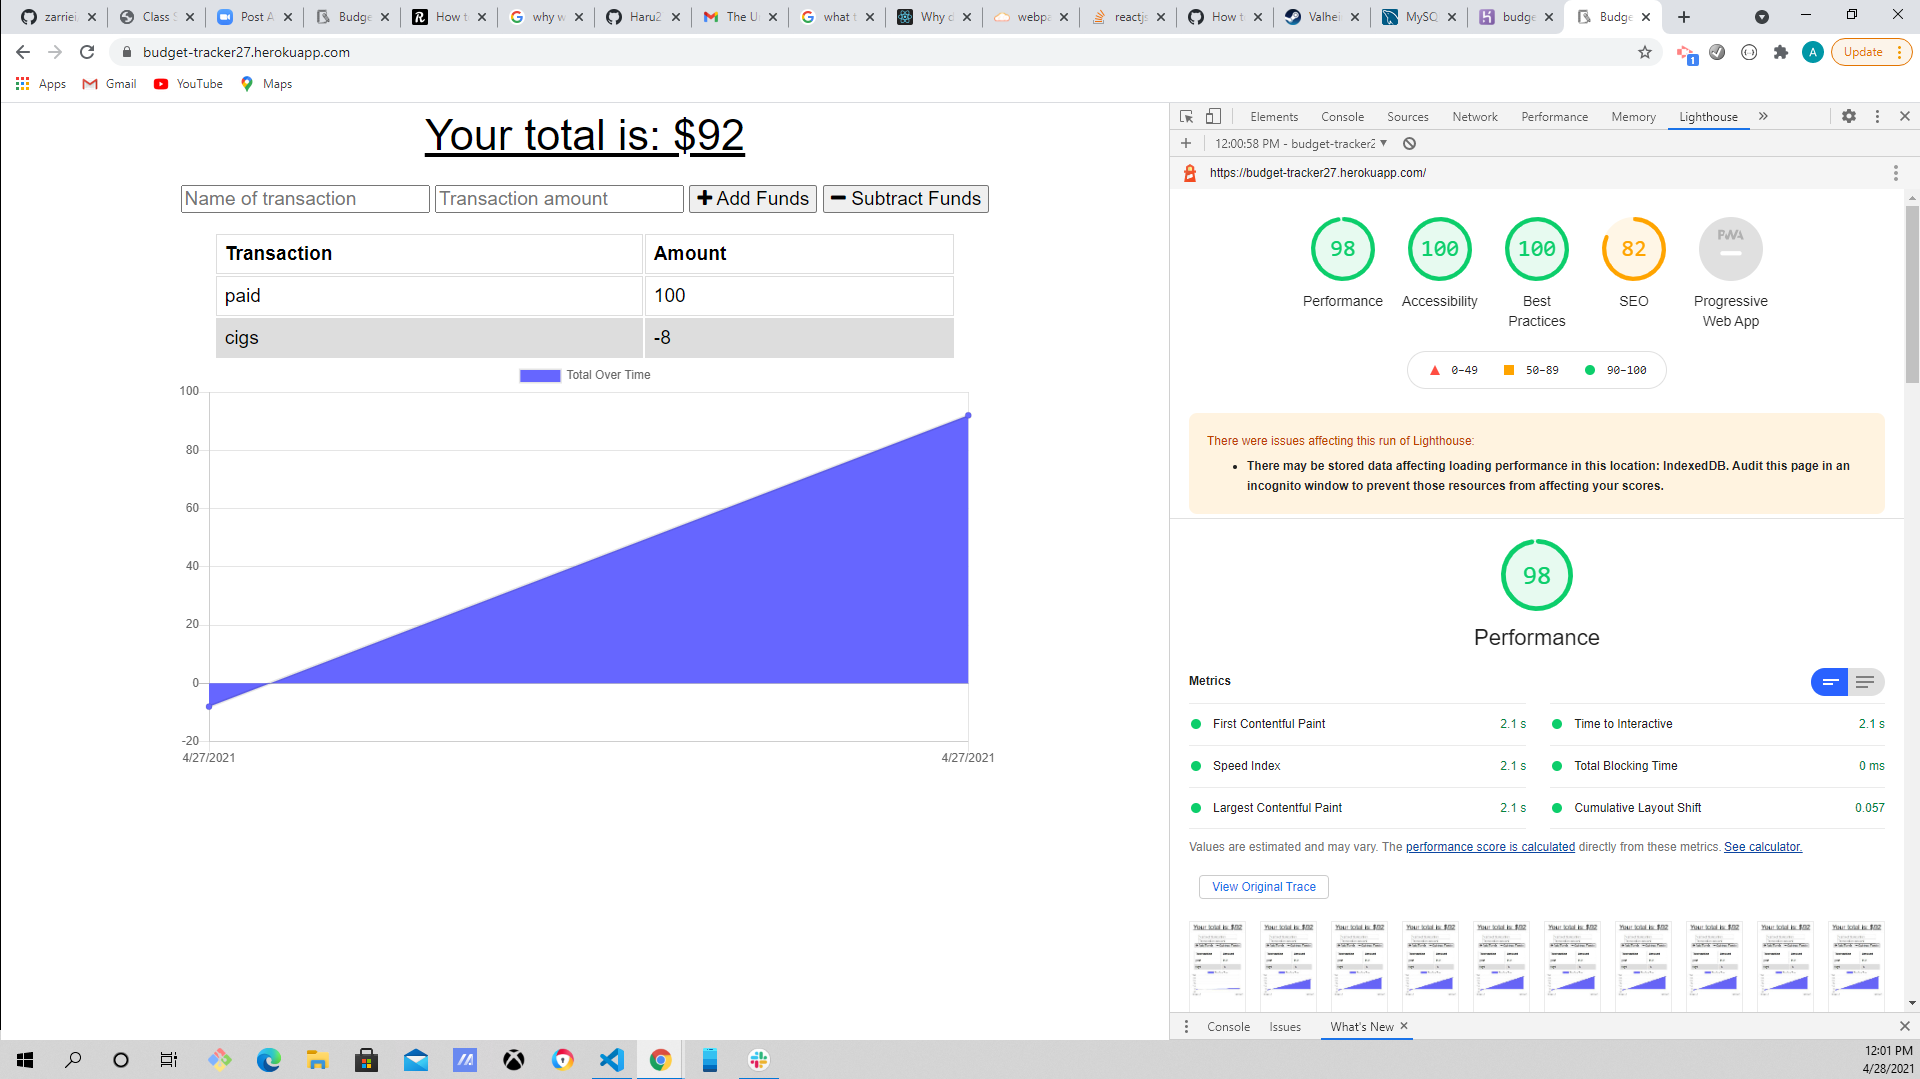 zarriei
Class S
Post A
Budge
How to
why w
Haru2
The U
what t
Why d
webpa
reactjs
How to
Valhei
MySQ
budge
Budge
budget-tracker27.herokuapp.com
1
A
Update
Apps
Gmail
YouTube
Maps
Your total is: $92
Name of transaction
Transaction amount
Add Funds
Subtract Funds
Transaction Amount
paid 100
cigs -8
Total Over Time
100
80
60
40
20
0
-20
4/27/2021 4/27/2021
Elements Console Sources Network Performance Memory Lighthouse
12:00:58 PM - budget-tracker2
https://budget-tracker27.herokuapp.com/
98 100 100 82 PWA
Performance Accessibility Best Practices SEO Progressive Web App
0–49 50–89 90–100
There were issues affecting this run of Lighthouse:
There may be stored data affecting loading performance in this location: IndexedDB. Audit this page in an
incognito window to prevent those resources from affecting your scores.
98
Performance
Metrics
First Contentful Paint 2.1 s
Time to Interactive 2.1 s
Speed Index 2.1 s
Total Blocking Time 0 ms
Largest Contentful Paint 2.1 s
Cumulative Layout Shift 0.057
Values are estimated and may vary. The performance score is calculated directly from these metrics. See calculator.
View Original Trace
Console Issues What's New
12:01 PM
4/28/2021